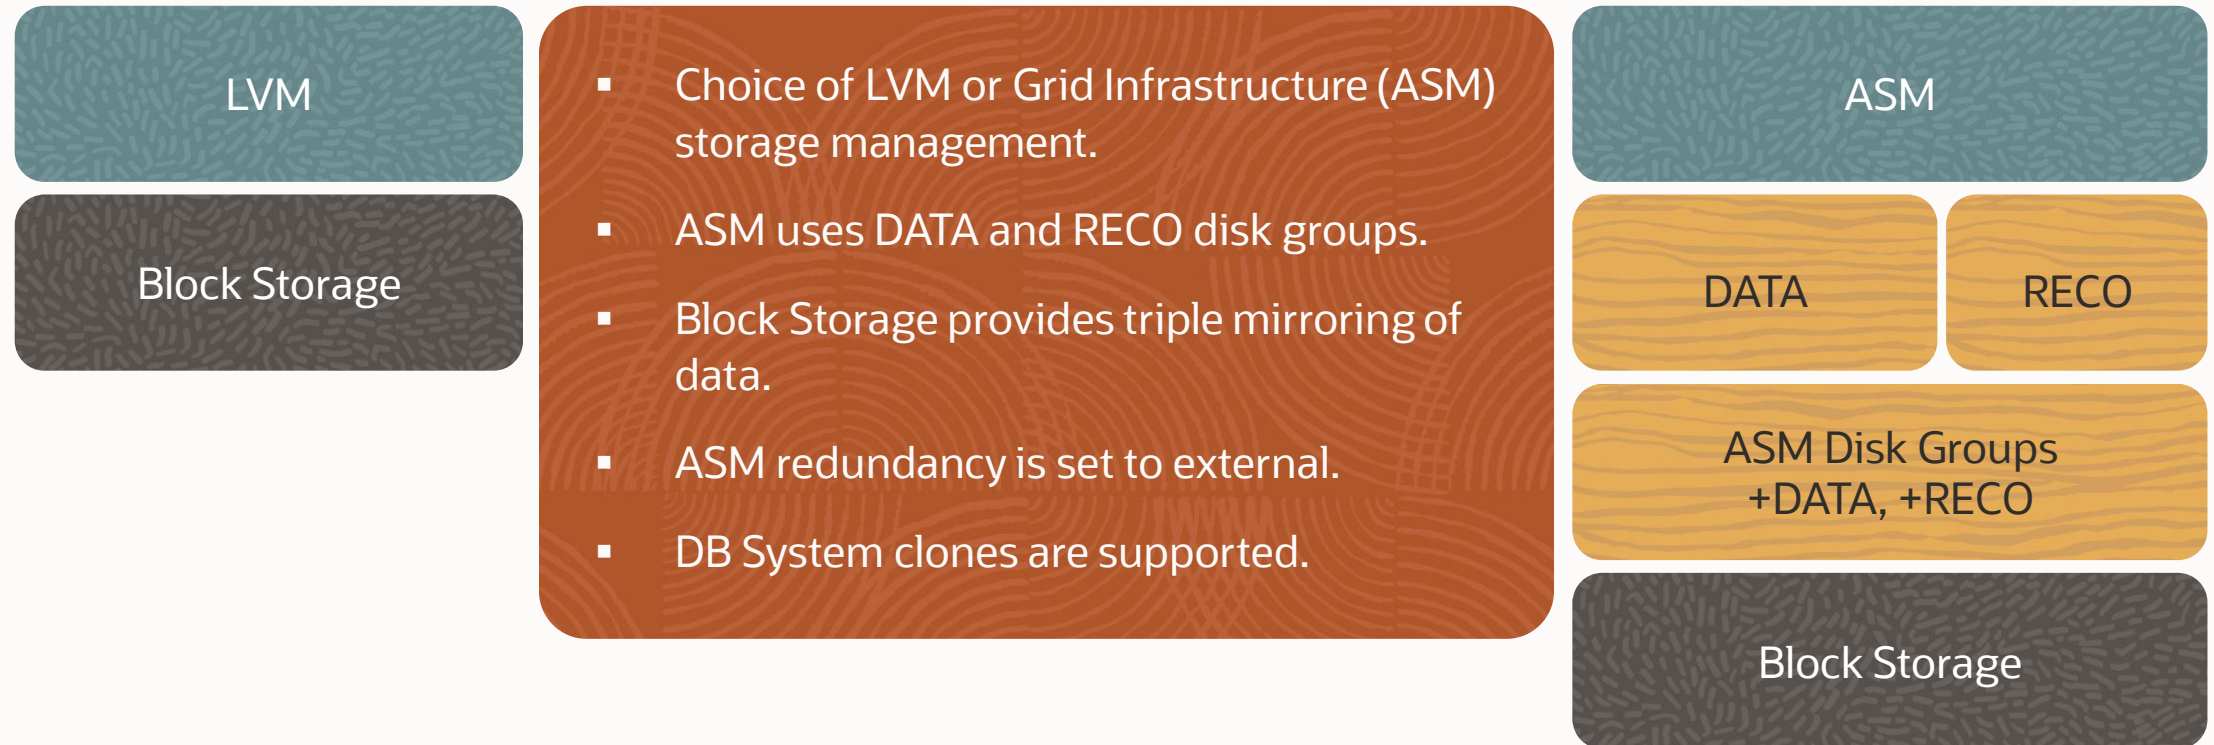 LVM
Block Storage
▪ Choice of LVM or Grid Infrastructure (ASM)
storage management.
▪ ASM uses DATA and RECO disk groups.
▪ Block Storage provides triple mirroring of
data.
▪ ASM redundancy is set to external.
▪ DB System clones are supported.
ASM
DATA
RECO
ASM Disk Groups
+DATA, +RECO
Block Storage